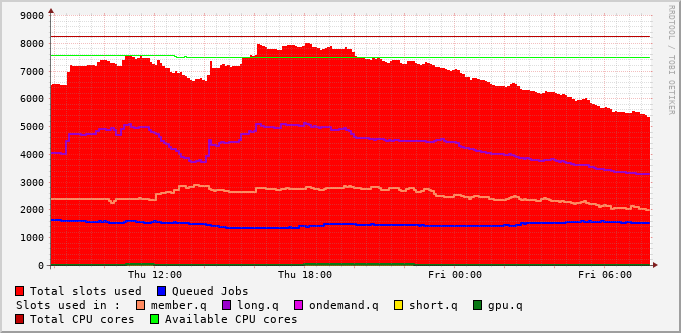 9000
8000
7000
6000
5000
4000
3000
2000
1000
0
Thu 12:00 Thu 18:00 Fri 00:00 Fri 06:00
Total slots used Queued Jobs
Slots used in : member.q long.q ondemand.q short.q gpu.q
Total CPU cores Available CPU cores
RRDTOOL / TOBI OETIKER